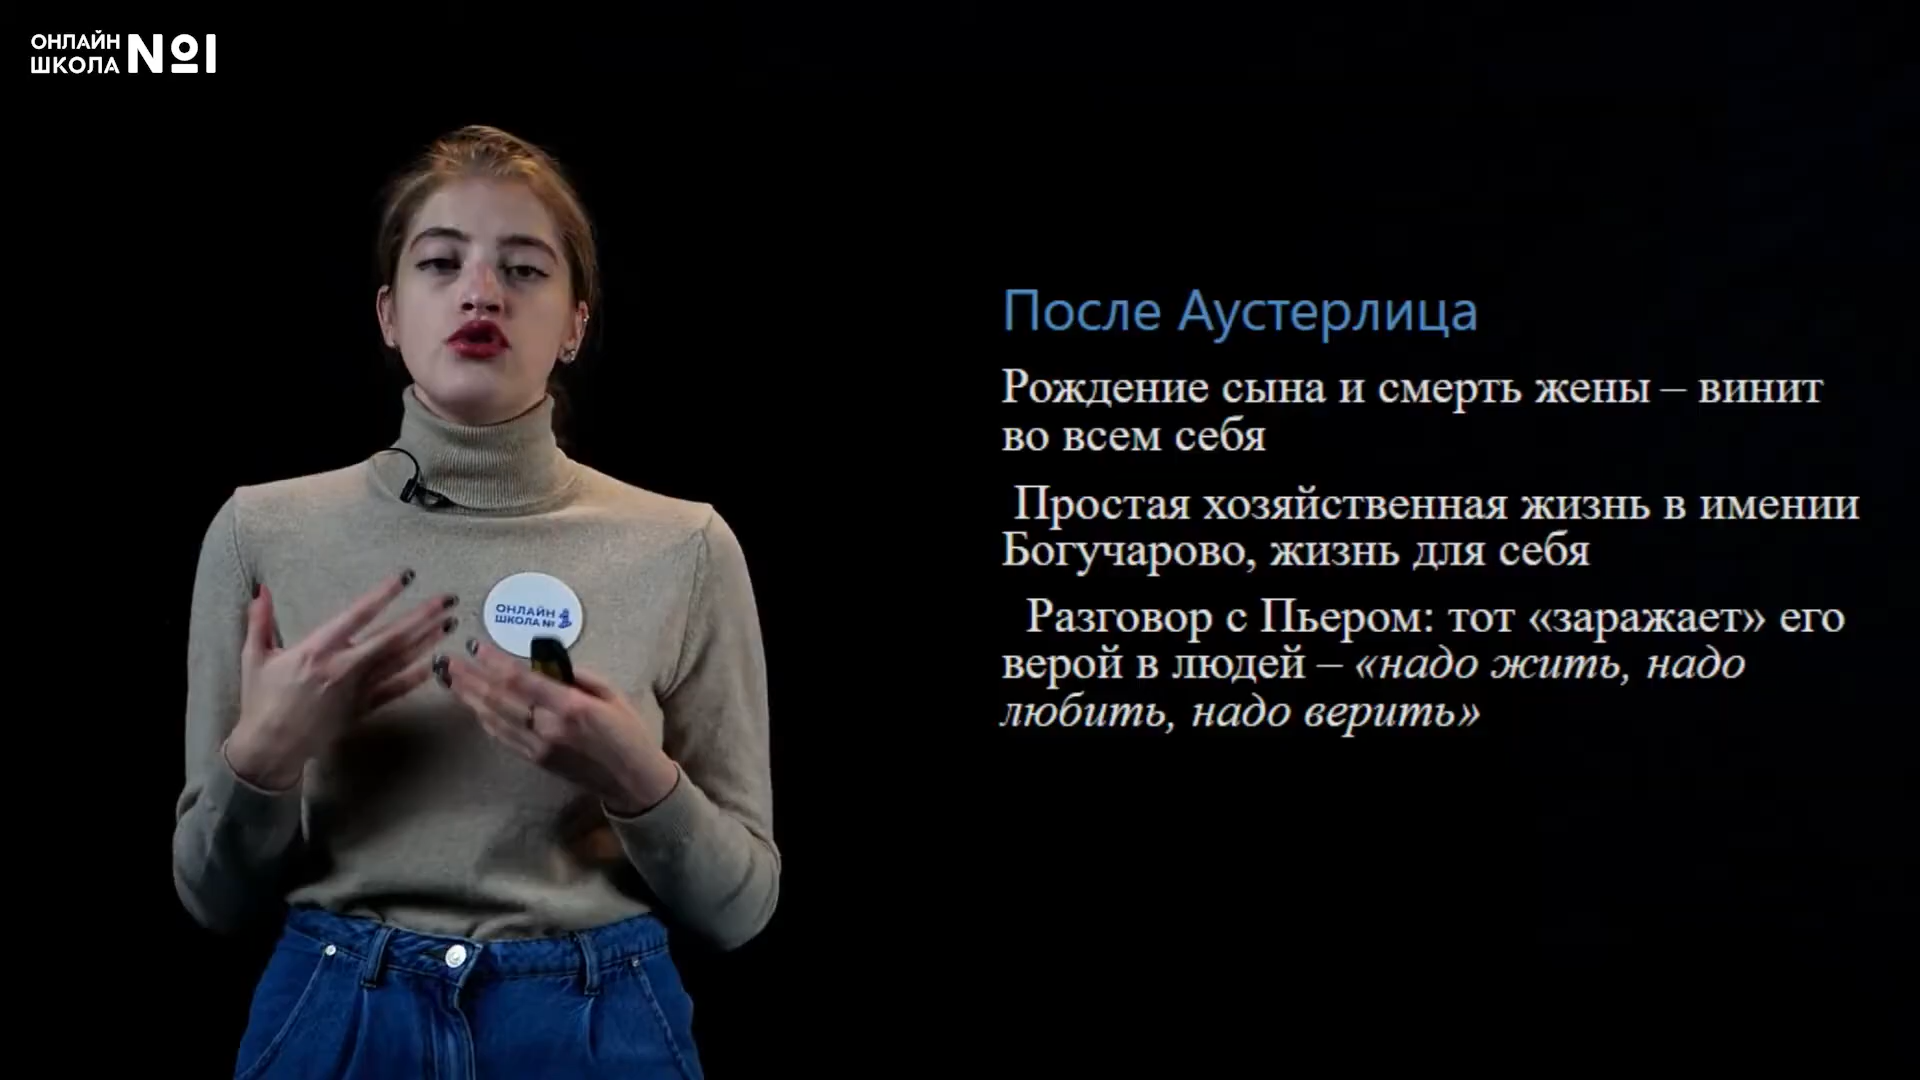 ОНЛАЙН
ШКОЛА №1
После Аустерлица
Рождение сына и смерть жены – винит
во всем себя
Простая хозяйственная жизнь в имении
Богучарово, жизнь для себя
Разговор с Пьером: тот «заражает» его
верой в людей – «надо жить, надо
любить, надо верить»
ОНЛАЙН
ШКОЛА №